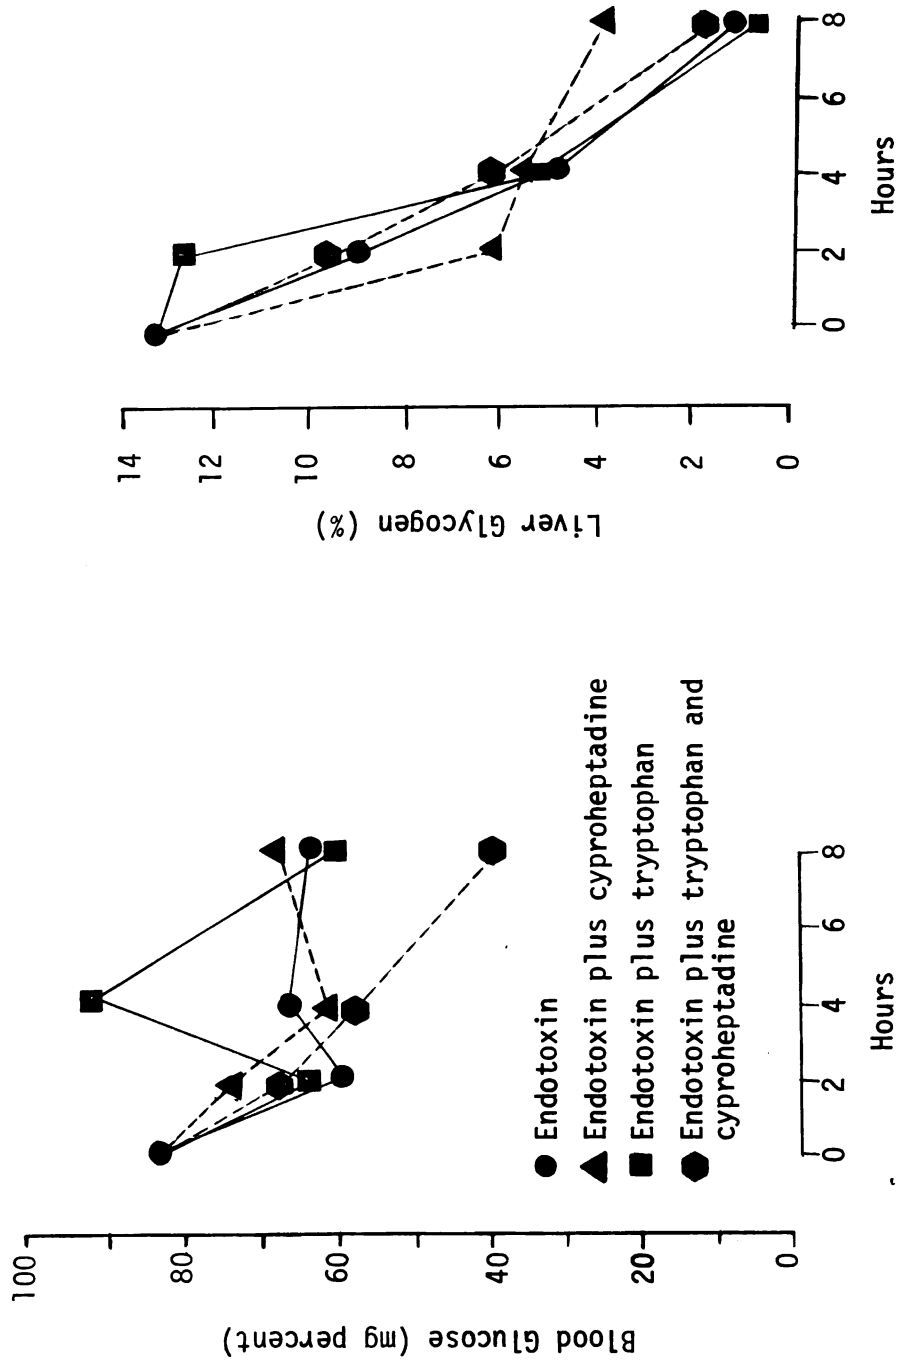 Blood Glucose (mg percent)
100
80
60
40
20
0
Endotoxin
Endotoxin plus cyproheptadine
Endotoxin plus tryptophan
Endotoxin plus tryptophan and
cyproheptadine
0 2 4 6 8
Hours
Liver Glycogen (%)
14
12
10
8
6
4
2
0
0 2 4 6 8
Hours